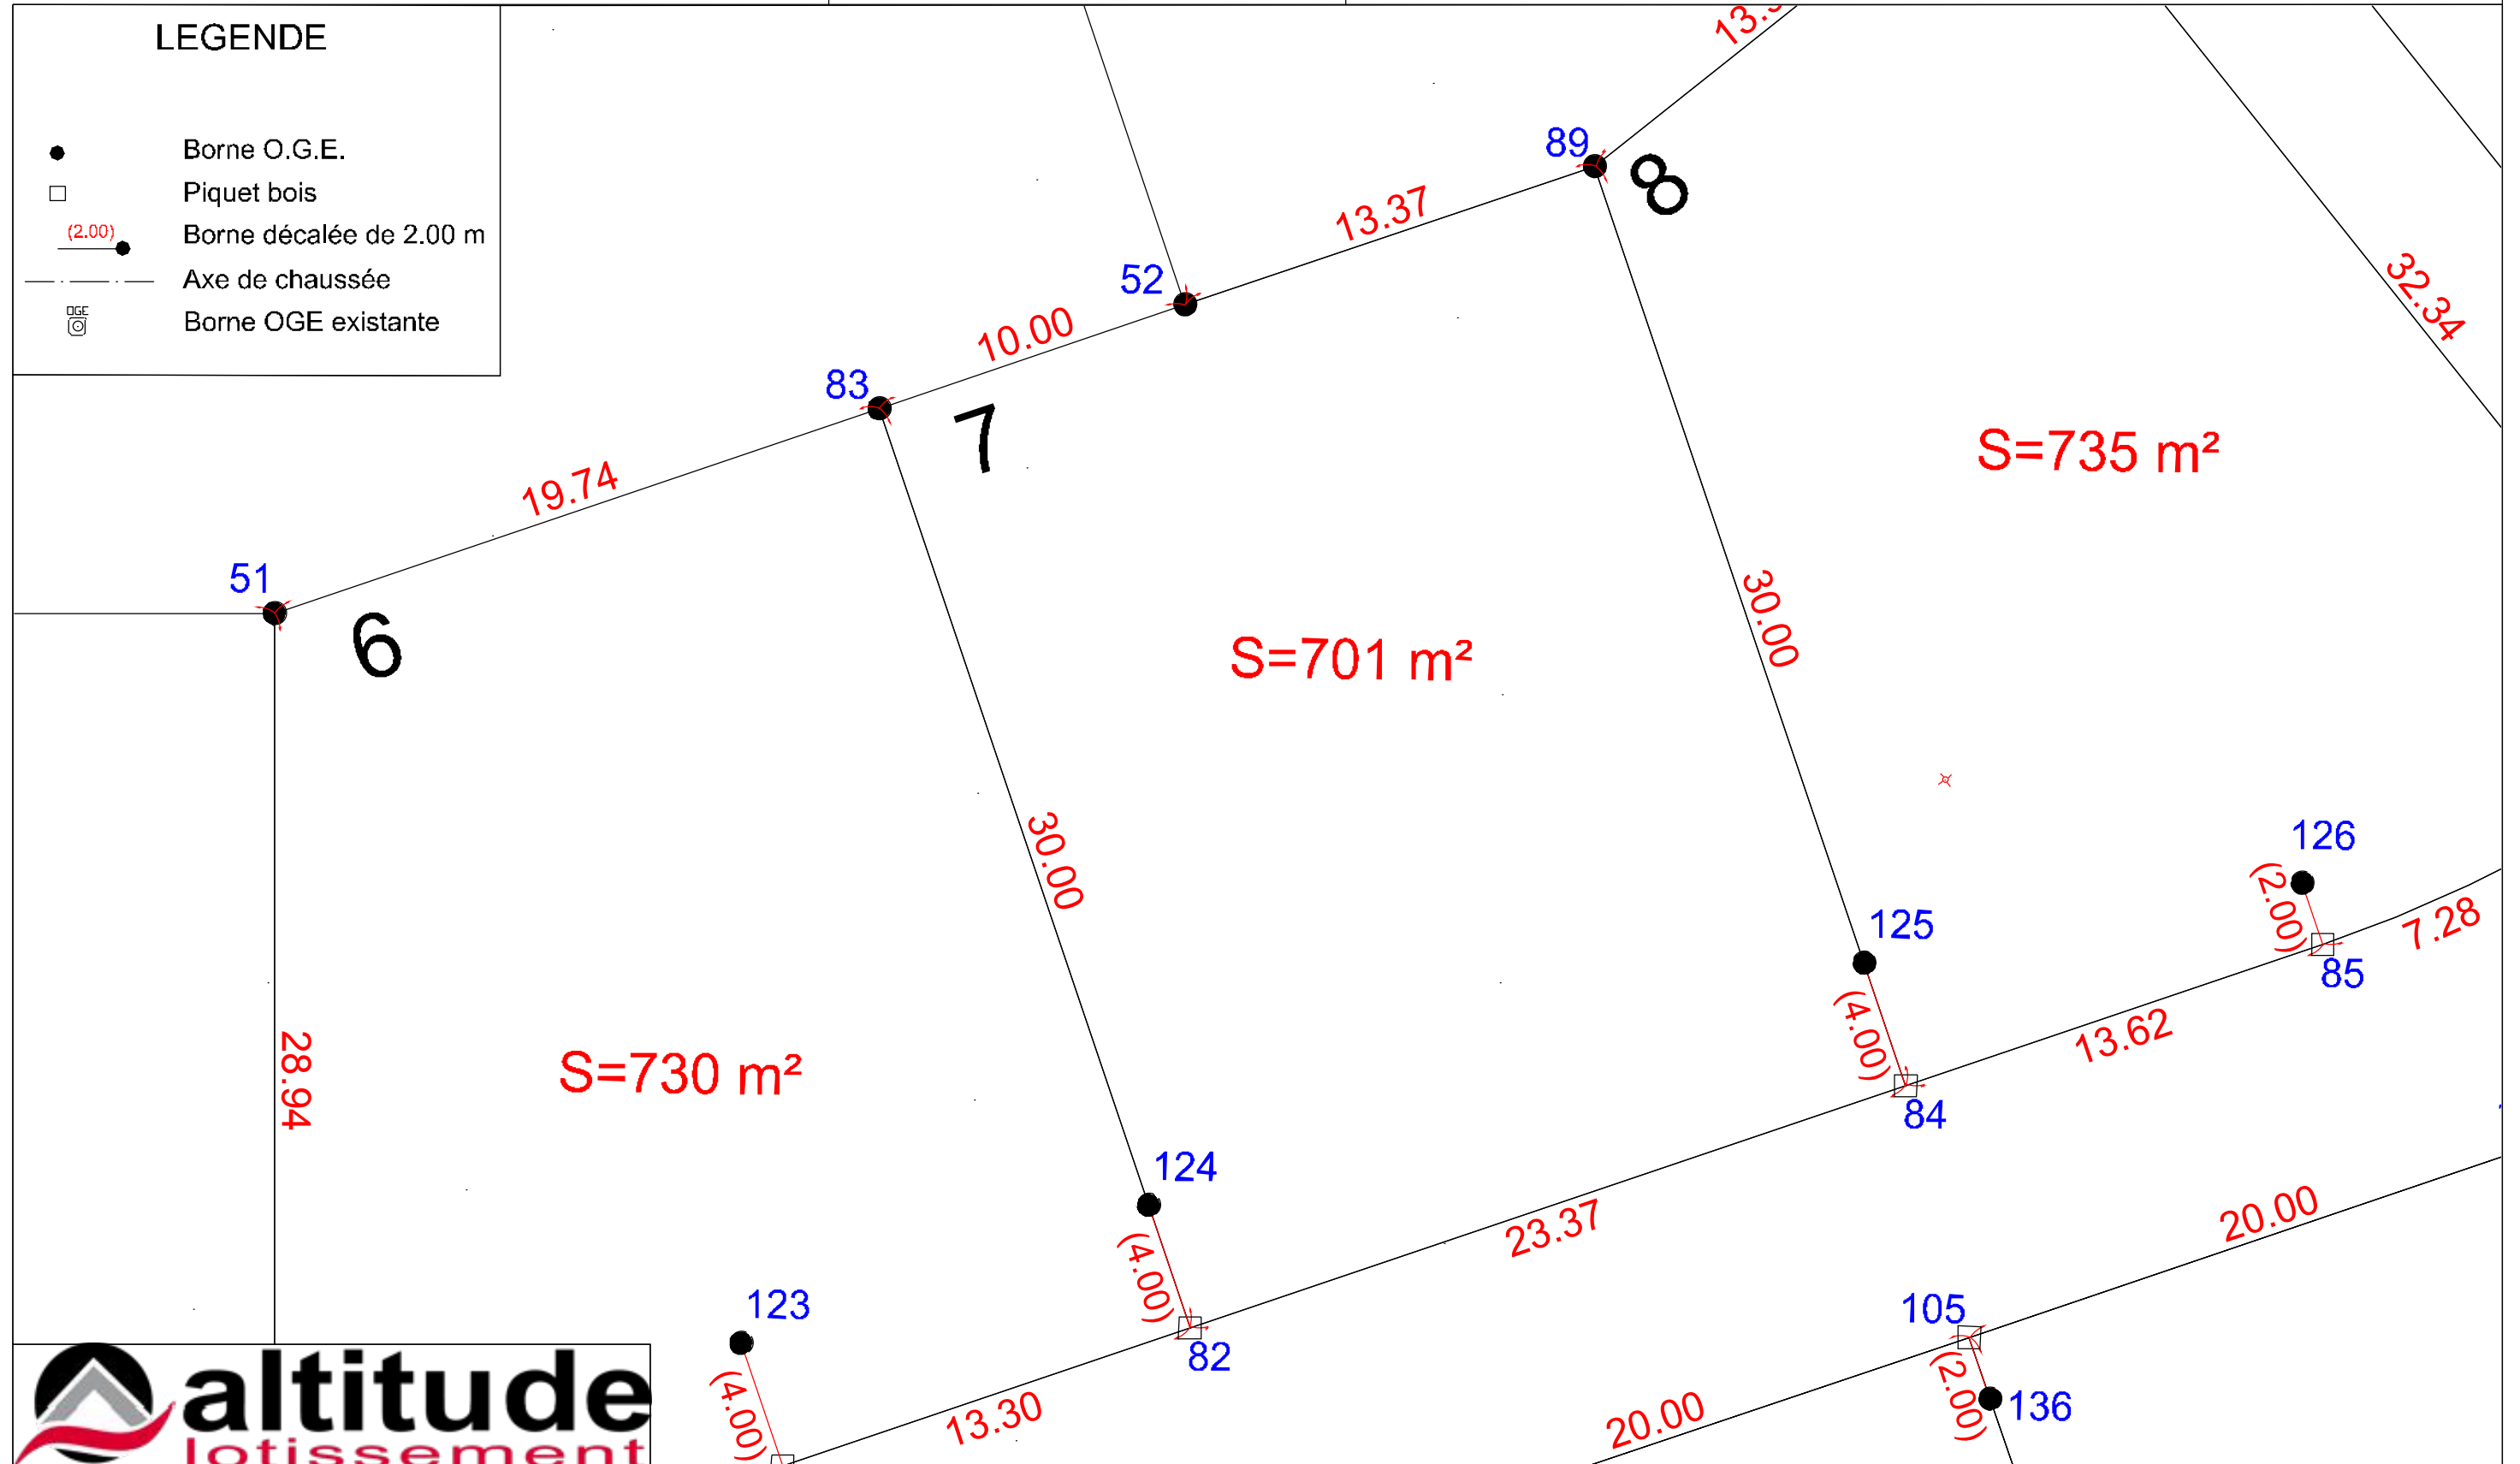 LEGENDE
Borne O.G.E.
Piquet bois
(2.00)
Borne décalée de 2.00 m
Axe de chaussée
OGE
Borne OGE existante
89
8
13.37
52
10.00
32.34
83
7
19.74
S=735 m²
51
6
30.00
S=701 m²
126
(2.00)
30.00
125
7.28
85
(4.00)
13.62
28.94
S=730 m²
84
124
20.00
23.37
(4.00)
123
105
82
(2.00)
136
(4.00)
13.30
20.00
altitude
lotissement